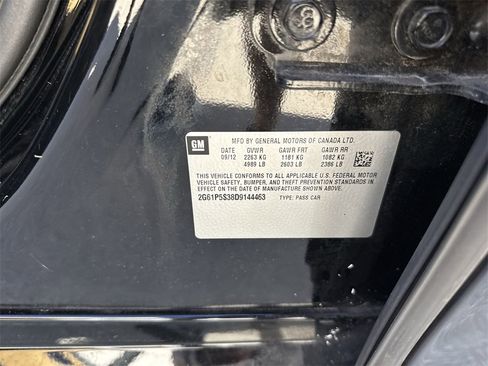 GM
MFD BY GENERAL MOTORS OF CANADA LTD.
DATE GVWR GAWR FRT GAWR RR
09/12 2263 KG 1181 KG 1082 KG
4989 LB 2603 LB 2386 LB
THIS VEHICLE CONFORMS TO ALL APPLICABLE U.S. FEDERAL MOTOR
VEHICLE SAFETY, BUMPER, AND THEFT PREVENTION STANDARDS IN
EFFECT ON THE DATE OF MANUFACTURE SHOWN ABOVE.
2G61P5S38D9144463 TYPE: PASS CAR